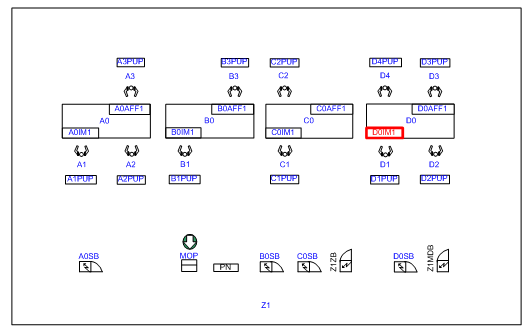 A3PUP B3PUP C2PUP D4PUP D3PUP
A3 B3 C2 D4 D3
A0AFF1 B0AFF1 C0AFF1 D0AFF1
A0 B0 C0 D0
A0IM1 B0IM1 C0IM1 D0IM1
A1 A2 B1 C1 D1 D2
A1PUP A2PUP B1PUP C1PUP D1PUP D2PUP
A0SB MOP PN B0SB C0SB Z1ZB D0SB Z1MDB
Z1